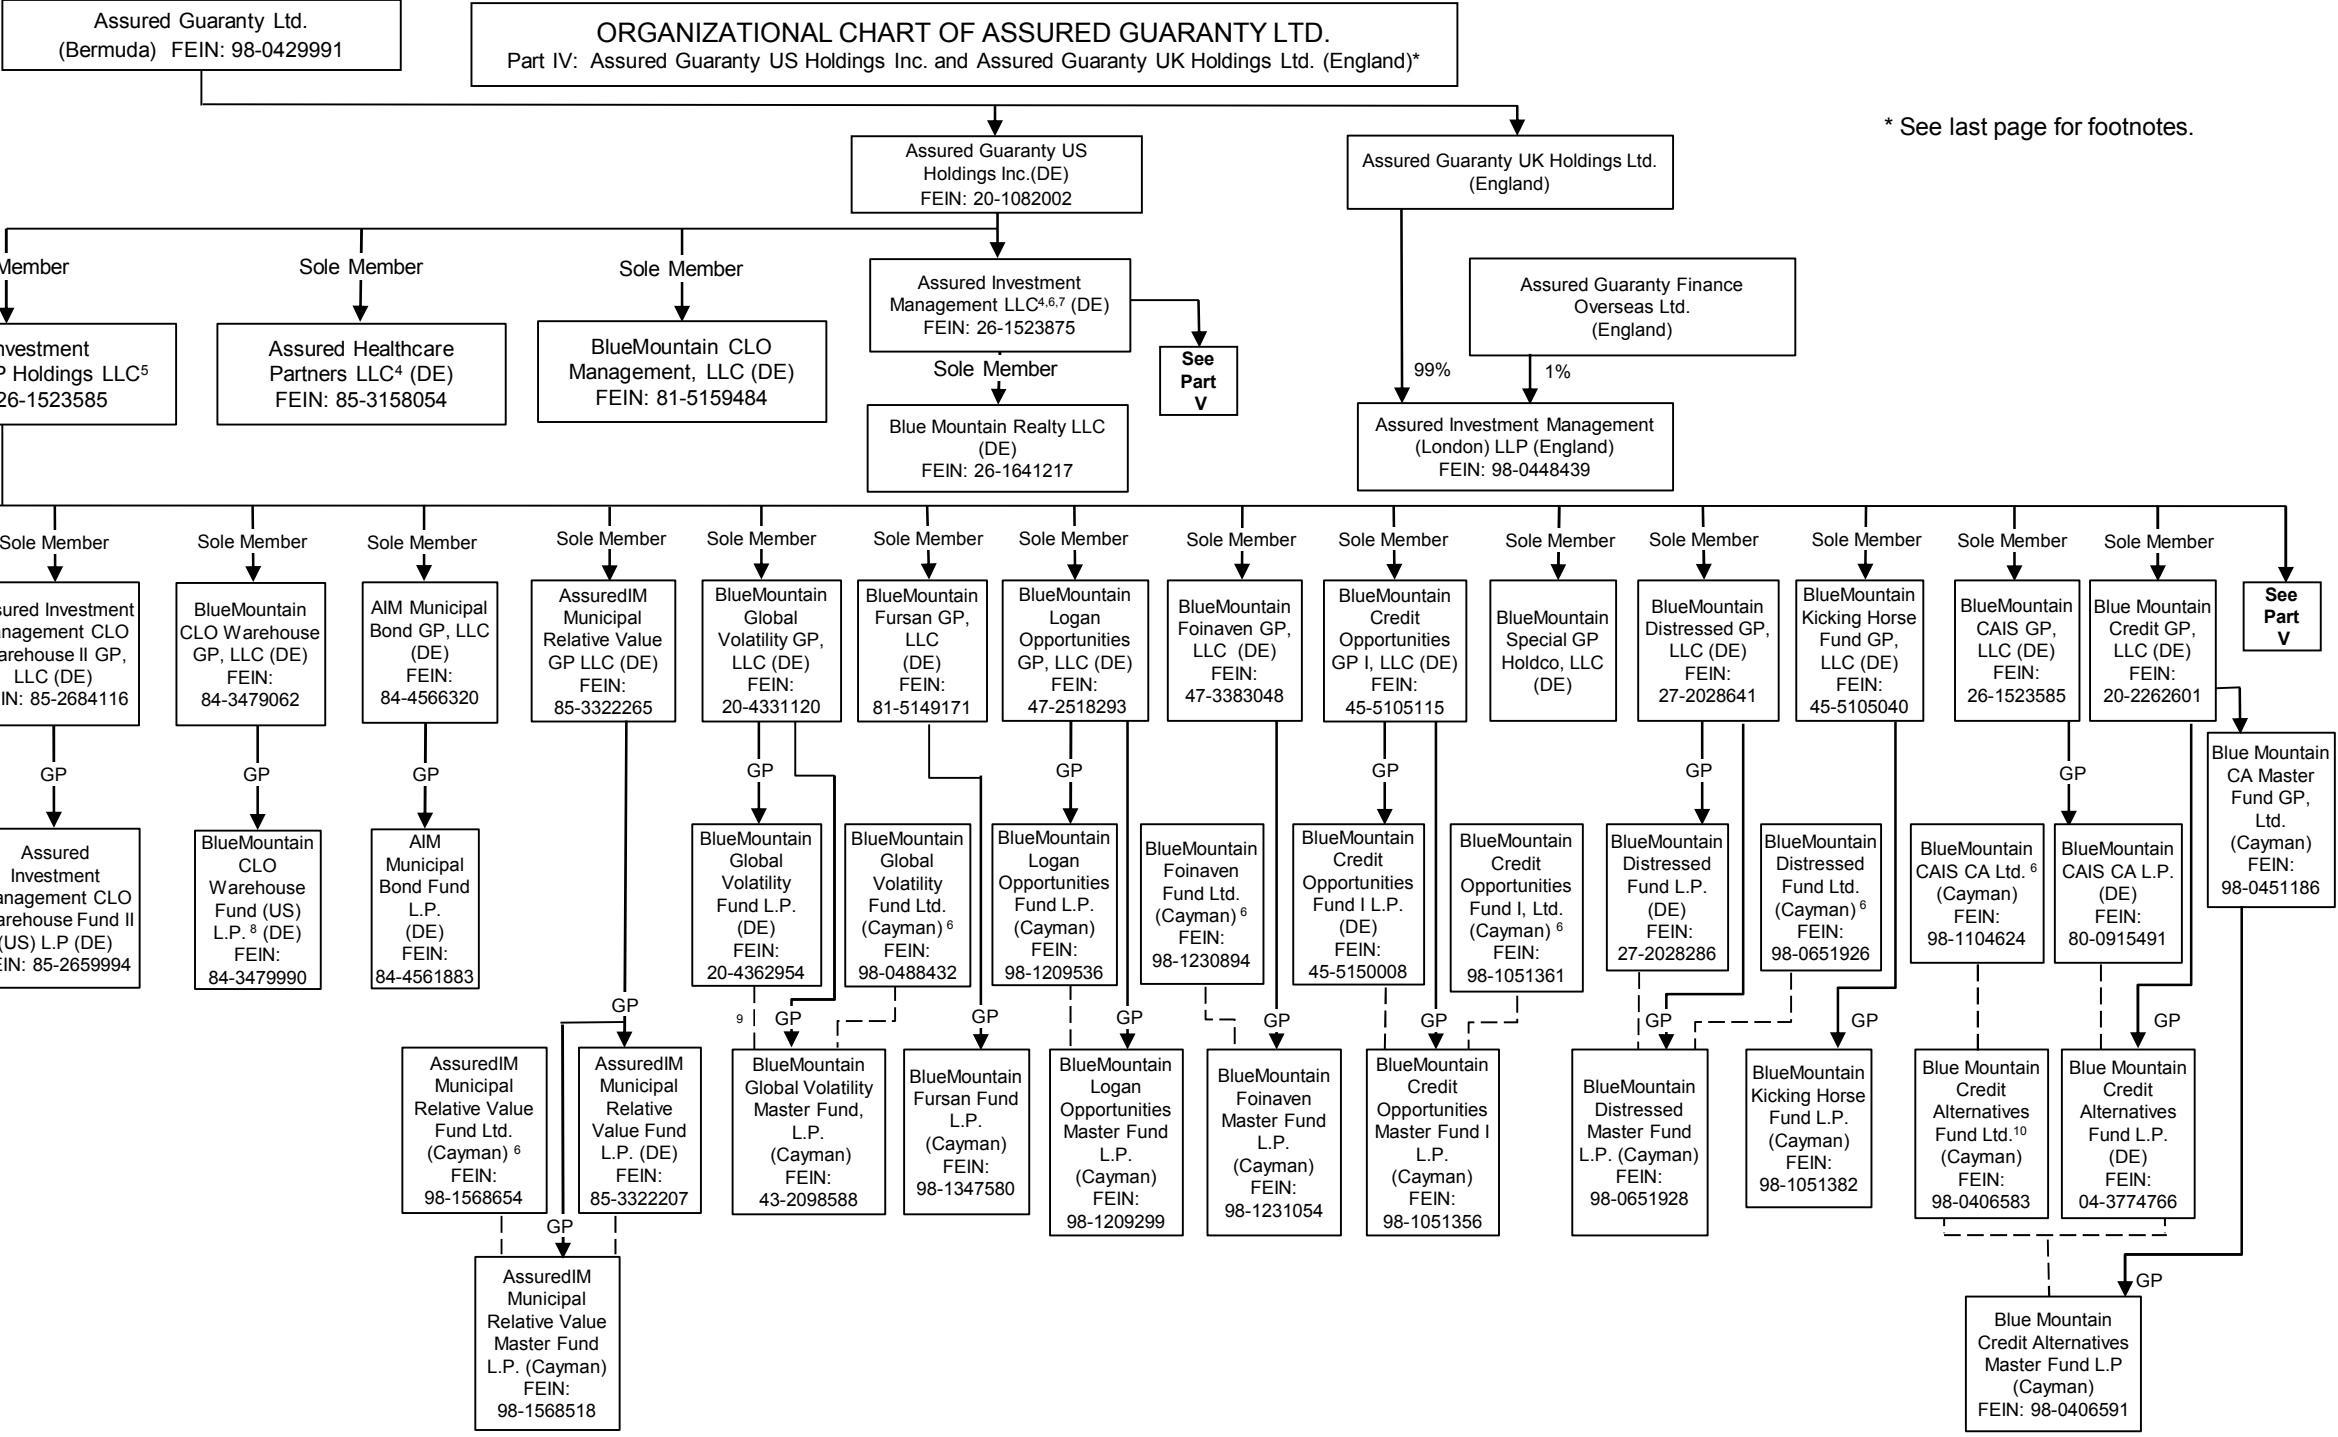 Assured Guaranty Ltd.
(Bermuda) FEIN: 98-0429991
ORGANIZATIONAL CHART OF ASSURED GUARANTY LTD.
Part IV: Assured Guaranty US Holdings Inc. and Assured Guaranty UK Holdings Ltd. (England)*
* See last page for footnotes.
Assured Guaranty US
Holdings Inc.(DE)
FEIN: 20-1082002
Assured Guaranty UK Holdings Ltd.
(England)
Member
Sole Member
Sole Member
Assured Investment
Management LLC4,6,7 (DE)
FEIN: 26-1523875
Assured Guaranty Finance
Overseas Ltd.
(England)
nvestment
P Holdings LLC5
26-1523585
Assured Healthcare
Partners LLC4 (DE)
FEIN: 85-3158054
BlueMountain CLO
Management, LLC (DE)
FEIN: 81-5159484
Sole Member
See
Part
V
99%
1%
Blue Mountain Realty LLC
(DE)
FEIN: 26-1641217
Assured Investment Management
(London) LLP (England)
FEIN: 98-0448439
Sole Member
Sole Member
Sole Member
Sole Member
Sole Member
Sole Member
Sole Member
Sole Member
Sole Member
Sole Member
Sole Member
Sole Member
Sole Member
Sole Member
sured Investment
nagement CLO
arehouse II GP,
LLC (DE)
IN: 85-2684116
BlueMountain
CLO Warehouse
GP, LLC (DE)
FEIN:
84-3479062
AIM Municipal
Bond GP, LLC
(DE)
FEIN:
84-4566320
AssuredIM
Municipal
Relative Value
GP LLC (DE)
FEIN:
85-3322265
BlueMountain
Global
Volatility GP,
LLC (DE)
FEIN:
20-4331120
BlueMountain
Fursan GP,
LLC
(DE)
FEIN:
81-5149171
BlueMountain
Logan
Opportunities
GP, LLC (DE)
FEIN:
47-2518293
BlueMountain
Foinaven GP,
LLC (DE)
FEIN:
47-3383048
BlueMountain
Credit
Opportunities
GP I, LLC (DE)
FEIN:
45-5105115
BlueMountain
Special GP
Holdco, LLC
(DE)
BlueMountain
Distressed GP,
LLC (DE)
FEIN:
27-2028641
BlueMountain
Kicking Horse
Fund GP,
LLC (DE)
FEIN:
45-5105040
BlueMountain
CAIS GP,
LLC (DE)
FEIN:
26-1523585
Blue Mountain
Credit GP,
LLC (DE)
FEIN:
20-2262601
See
Part
V
GP
GP
GP
GP
GP
GP
GP
GP
Blue Mountain
CA Master
Fund GP,
Ltd.
(Cayman)
FEIN:
98-0451186
Assured
Investment
anagement CLO
arehouse Fund II
(US) L.P (DE)
EIN: 85-2659994
BlueMountain
CLO
Warehouse
Fund (US)
L.P. 8 (DE)
FEIN:
84-3479990
AIM
Municipal
Bond Fund
L.P.
(DE)
FEIN:
84-4561883
BlueMountain
Global
Volatility
Fund L.P.
(DE)
FEIN:
20-4362954
BlueMountain
Global
Volatility
Fund Ltd.
(Cayman) 6
FEIN:
98-0488432
BlueMountain
Logan
Opportunities
Fund L.P.
(Cayman)
FEIN:
98-1209536
BlueMountain
Foinaven
Fund Ltd.
(Cayman) 6
FEIN:
98-1230894
BlueMountain
Credit
Opportunities
Fund I L.P.
(DE)
FEIN:
45-5150008
BlueMountain
Credit
Opportunities
Fund I, Ltd.
(Cayman) 6
FEIN:
98-1051361
BlueMountain
Distressed
Fund L.P.
(DE)
FEIN:
27-2028286
BlueMountain
Distressed
Fund Ltd.
(Cayman) 6
FEIN:
98-0651926
BlueMountain
CAIS CA Ltd. 6
(Cayman)
FEIN:
98-1104624
BlueMountain
CAIS CA L.P.
(DE)
FEIN:
80-0915491
GP
9
GP
GP
GP
GP
GP
GP
GP
GP
AssuredIM
Municipal
Relative Value
Fund Ltd.
(Cayman) 6
FEIN:
98-1568654
AssuredIM
Municipal
Relative
Value Fund
L.P. (DE)
FEIN:
85-3322207
BlueMountain
Global Volatility
Master Fund,
L.P.
(Cayman)
FEIN:
43-2098588
BlueMountain
Fursan Fund
L.P.
(Cayman)
FEIN:
98-1347580
BlueMountain
Logan
Opportunities
Master Fund
L.P.
(Cayman)
FEIN:
98-1209299
BlueMountain
Foinaven
Master Fund
L.P.
(Cayman)
FEIN:
98-1231054
BlueMountain
Credit
Opportunities
Master Fund I
L.P.
(Cayman)
FEIN:
98-1051356
BlueMountain
Distressed
Master Fund
L.P. (Cayman)
FEIN:
98-0651928
BlueMountain
Kicking Horse
Fund L.P.
(Cayman)
FEIN:
98-1051382
Blue Mountain
Credit
Alternatives
Fund Ltd.10
(Cayman)
FEIN:
98-0406583
Blue Mountain
Credit
Alternatives
Fund L.P.
(DE)
FEIN:
04-3774766
GP
GP
AssuredIM
Municipal
Relative Value
Master Fund
L.P. (Cayman)
FEIN:
98-1568518
Blue Mountain
Credit Alternatives
Master Fund L.P
(Cayman)
FEIN: 98-0406591